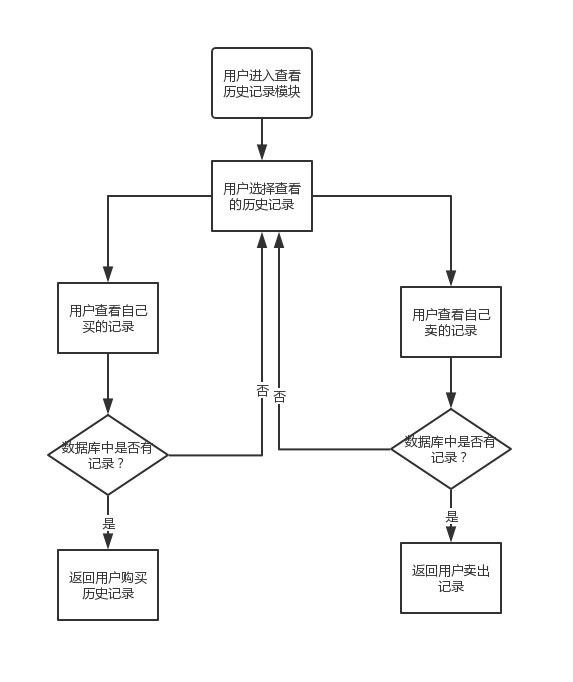 用户进入查看
历史记录模块
用户选择查看
的历史记录
用户查看自己
买的记录
用户查看自己
卖的记录
否
否
数据库中是否有
记录？
数据库中是否有
记录？
是
是
返回用户购买
历史记录
返回用户卖出
记录